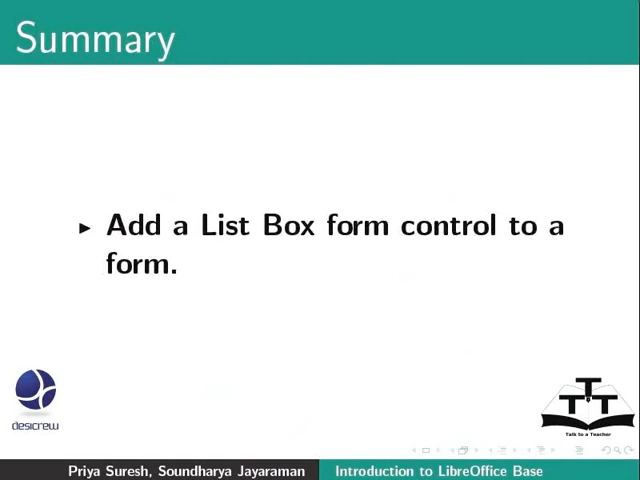 Summary
Add a List Box form control to a
form.
desicrew
TTT
Talk to a Teacher
Priya Suresh, Soundharya Jayaraman
Introduction to LibreOffice Base